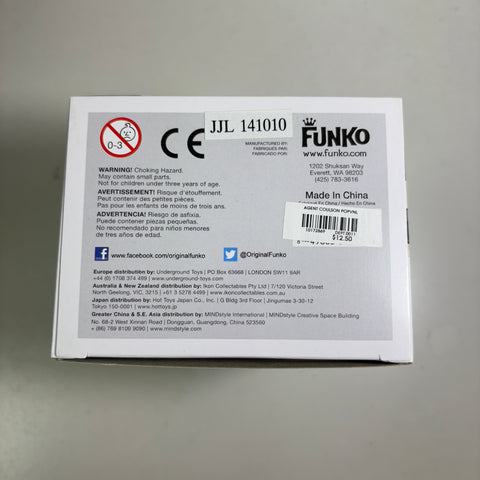 0-3
CE
JJL 141010
MANUFACTURED BY:
FABRIQUÉS PAR:
FABRICADO POR:
FUNKO
www.funko.com
1202 Shuksan Way
Everett, WA 98203
(425) 783-3616
Made In China
WARNING! Choking Hazard.
May contain small parts.
Not for children under three years of age.
AVERTISSEMENT! Risque d'étouffement.
Peut contenir des petites pièces.
Pas pour les enfants de moins de trois ans.
ADVERTENCIA! Riesgo de asfixia.
Puede contener piezas pequeñas.
No recomendado para niños menores
de tres años de edad.
AGENT COULSON POP!VNL
10172880 DEPT 0011
$12.50
www.facebook.com/OriginalFunko
@OriginalFunko
Europe distribution by: Underground Toys | PO Box 63668 | LONDON SW11 9AR
+44 (0) 1708 374 489 | www.underground-toys.com
Australia & New Zealand distribution by: Ikon Collectables Pty Ltd | 7/120 Victoria Street
North Geelong, VIC, 3215 | +61 3 5278 4499 | www.ikoncollectables.com.au
Japan distribution by: Hot Toys Japan Co., Inc. | G Bldg 3rd Floor | Jingumae 3-30-12
Tokyo 150-0001 | www.hottoys.jp
Greater China & S.E. Asia distribution by: MINDstyle International | MINDstyle Creative Space Building
No. 68-2 West Xinnan Road | Dongguan, Guangdong, China 523560
+ (86) 769 8109 9090 | www.mindstyle.com